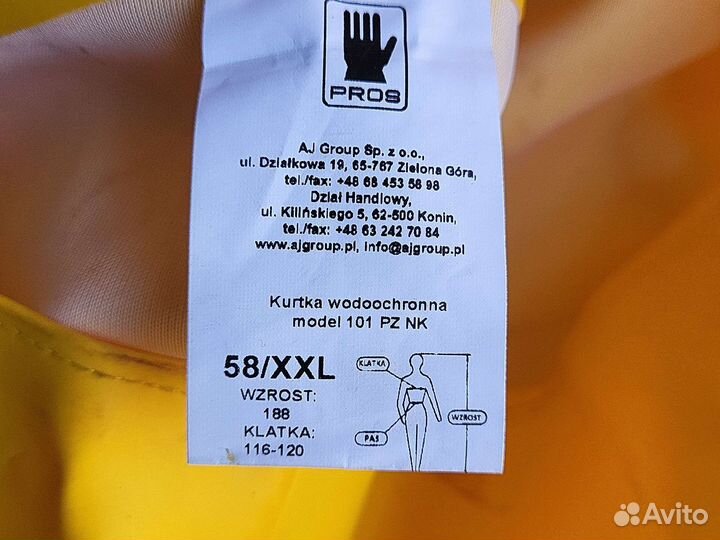 PROS
AJ Group Sp. z o.o.,
ul. Działkowa 19, 65-767 Zielona Góra,
tel./fax: +48 68 453 56 98
Dział Handlowy,
ul. Kilińskiego 5, 62-500 Konin,
tel./fax: +48 63 242 70 84
www.ajgroup.pl, info@ajgroup.pl
Kurtka wodoochronna
model 101 PZ NK
58/XXL
WZROST:
188
KLATKA:
116-120
KLATKA
WZROST
PAS
Avito